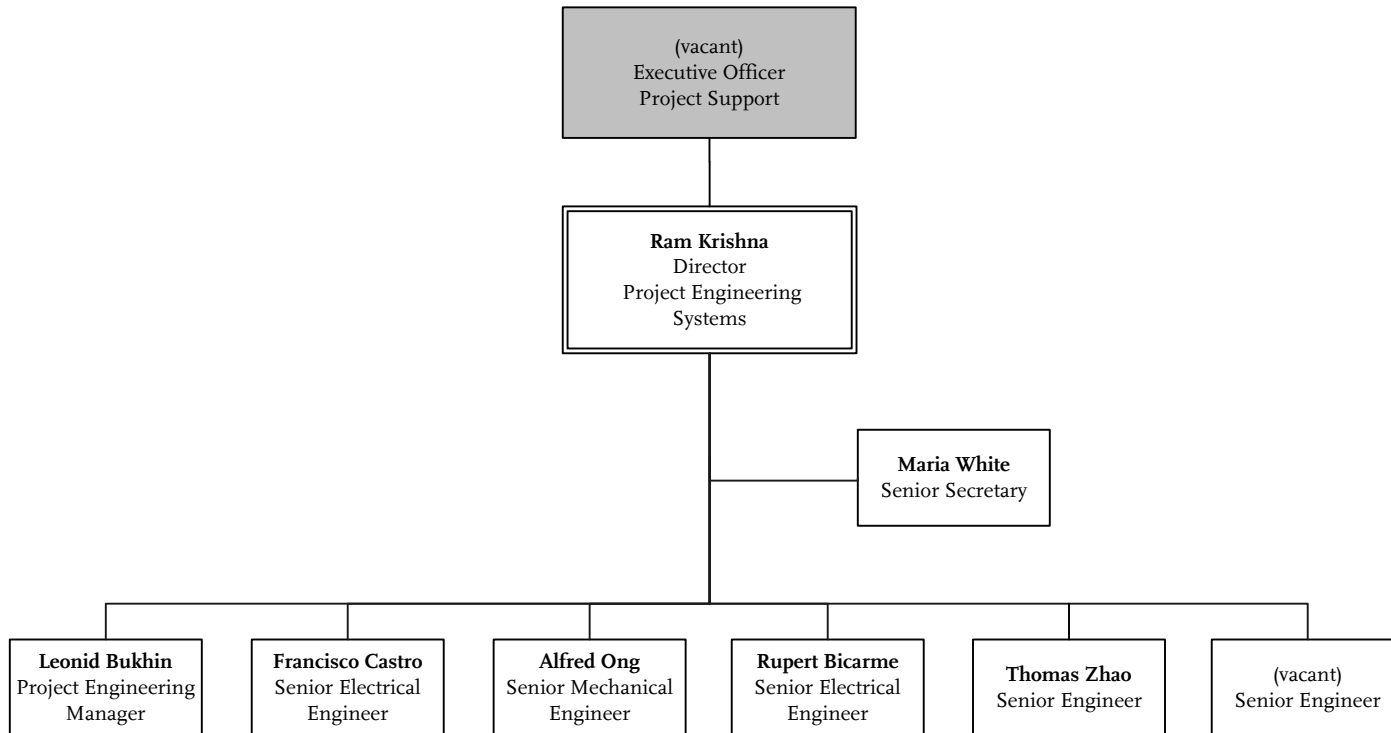 (vacant)
Executive Officer
Project Support
Ram Krishna
Director
Project Engineering
Systems
Maria White
Senior Secretary
Leonid Bukhin
Project Engineering
Manager
Francisco Castro
Senior Electrical
Engineer
Alfred Ong
Senior Mechanical
Engineer
Rupert Bicarme
Senior Electrical
Engineer
Thomas Zhao
Senior Engineer
(vacant)
Senior Engineer